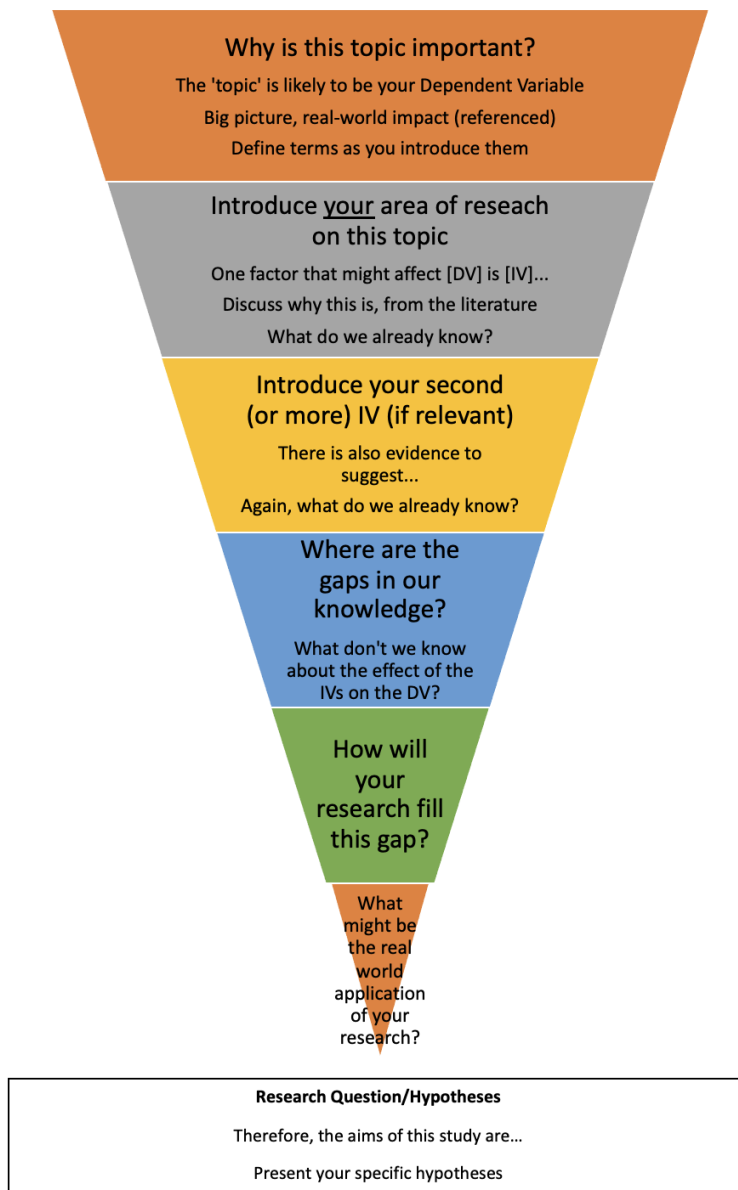 Why is this topic important?
The 'topic' is likely to be your Dependent Variable
Big picture, real-world impact (referenced)
Define terms as you introduce them
Introduce your area of reseach
on this topic
One factor that might affect [DV] is [IV]...
Discuss why this is, from the literature
What do we already know?
Introduce your second
(or more) IV (if relevant)
There is also evidence to
suggest...
Again, what do we already know?
Where are the
gaps in our
knowledge?
What don't we know
about the effect of the
IVs on the DV?
How will
your
research fill
this gap?
What
might be
the real
world
application
of your
research?
Research Question/Hypotheses
Therefore, the aims of this study are…
Present your specific hypotheses